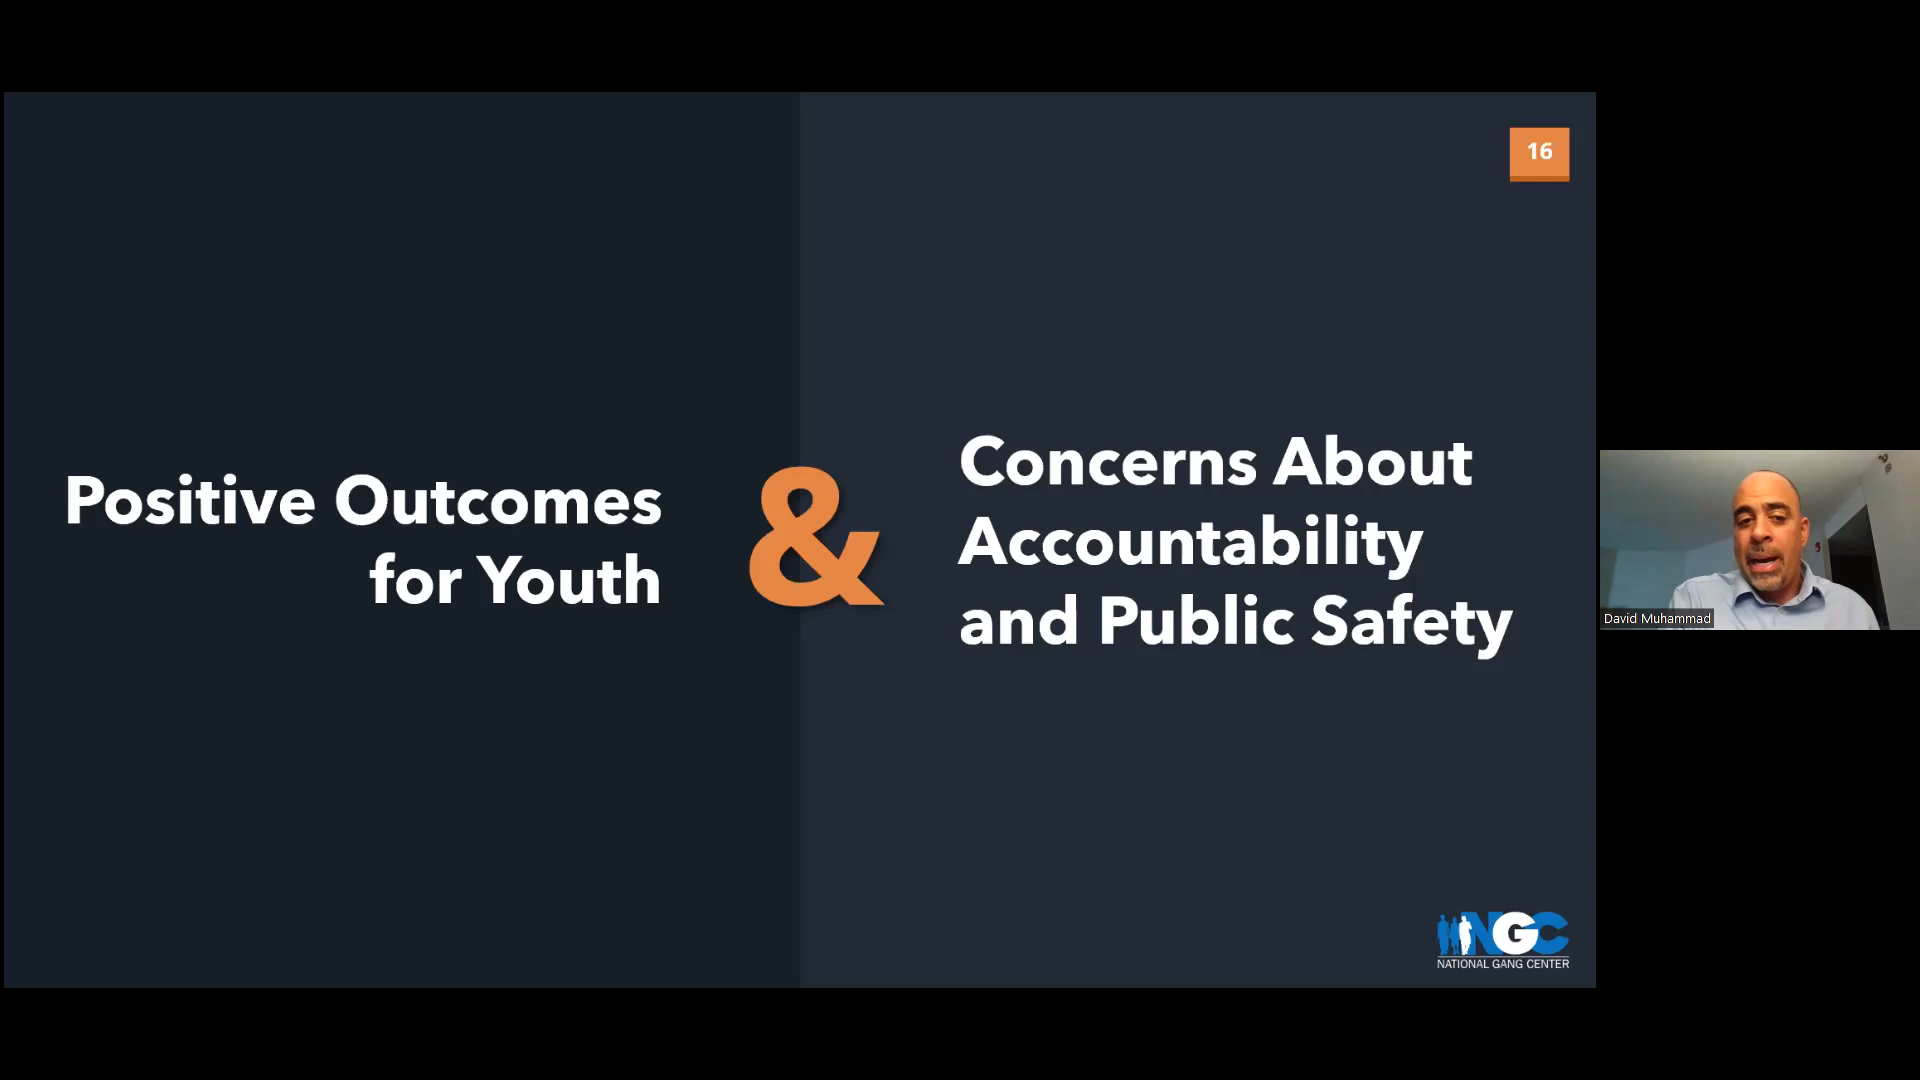 16
Positive Outcomes
for Youth
&
Concerns About
Accountability
and Public Safety
David Muhammad
NGC
NATIONAL GANG CENTER